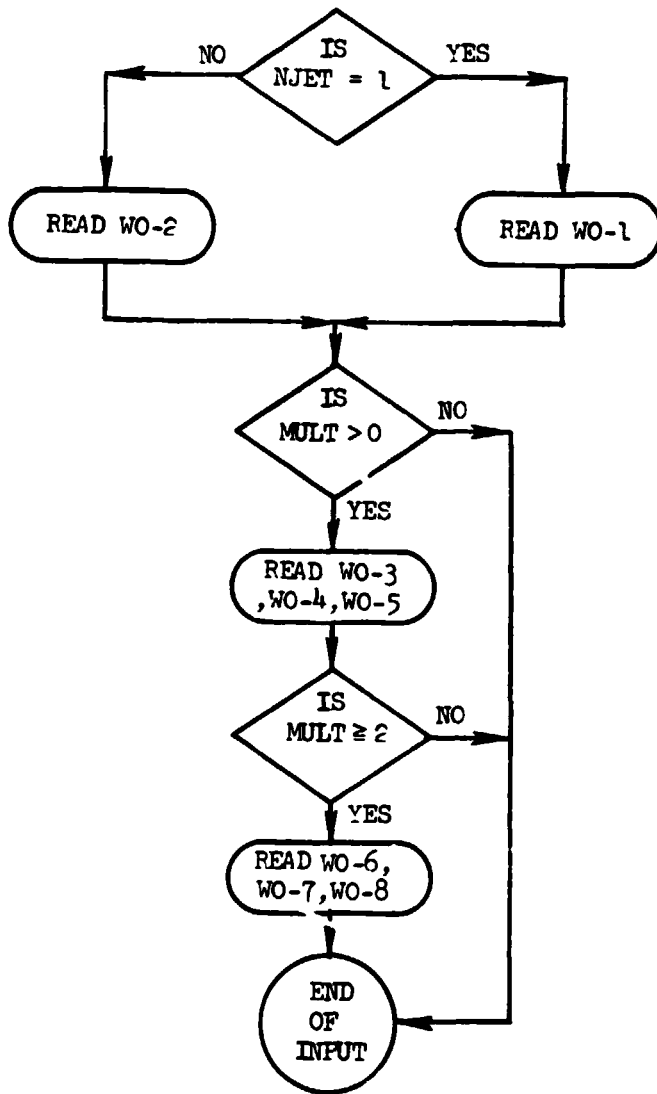 IS
NJET = 1
NO
YES
READ WO-2
READ WO-1
IS
MULT > 0
NO
YES
READ WO-3
,WO-4,WO-5
IS
MULT ≧ 2
NO
YES
READ WO-6,
WO-7,WO-8
END
OF
INPUT